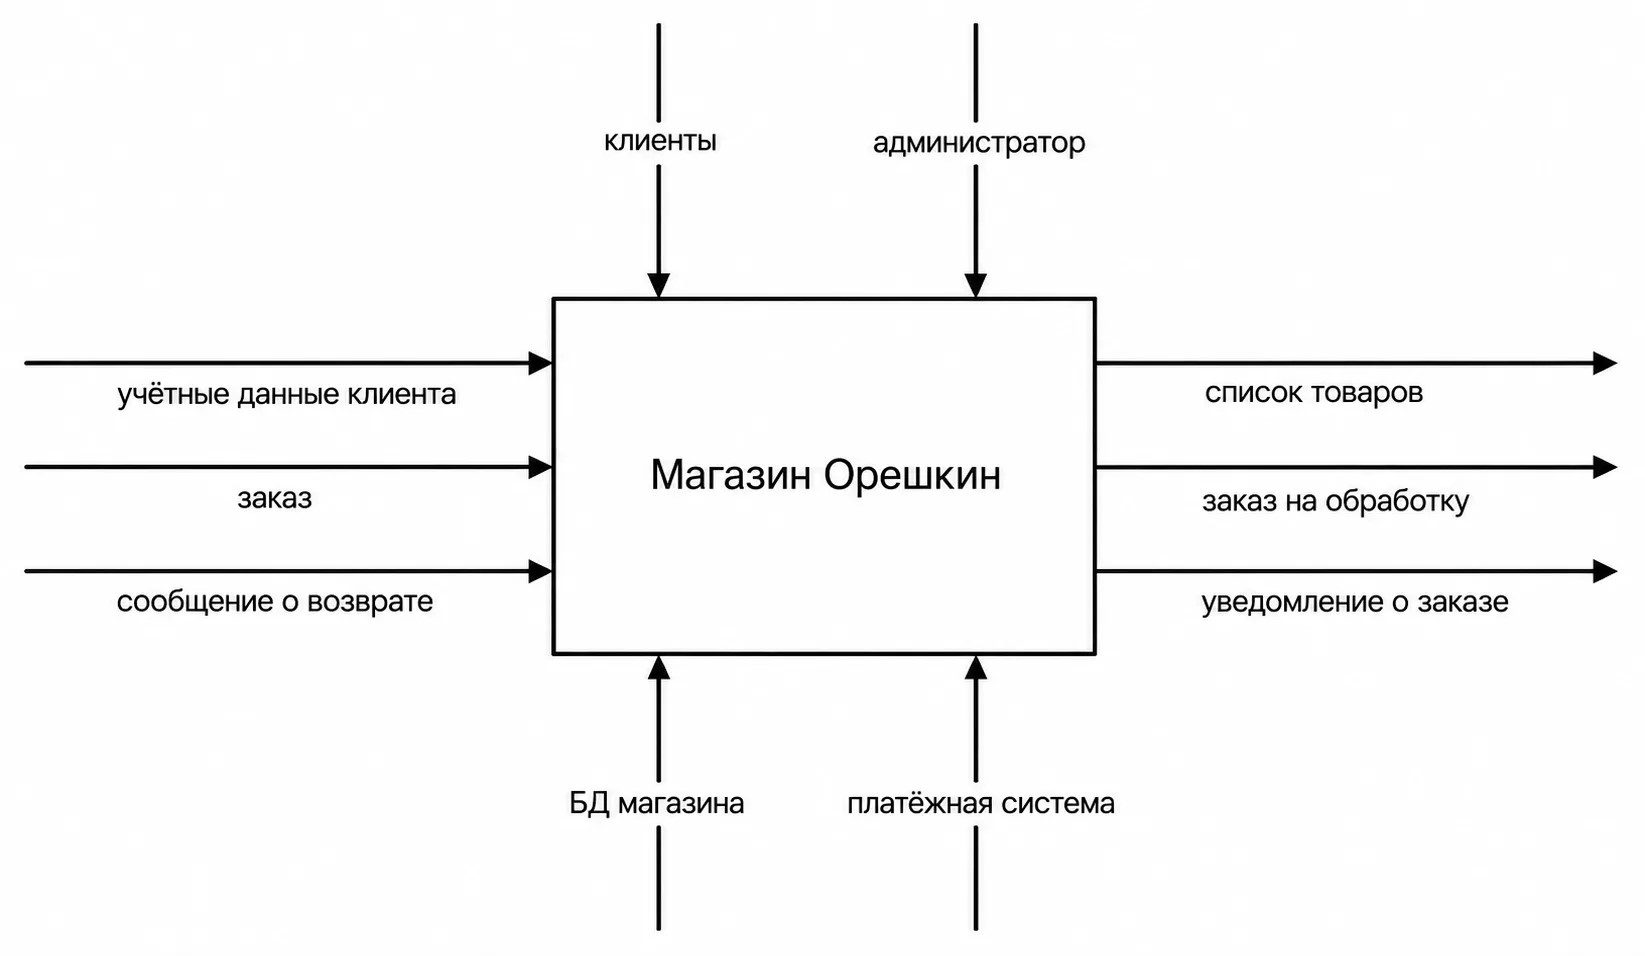 клиенты
администратор
учётные данные клиента
список товаров
Магазин Орешкин
заказ
заказ на обработку
сообщение о возврате
уведомление о заказе
БД магазина
платёжная система